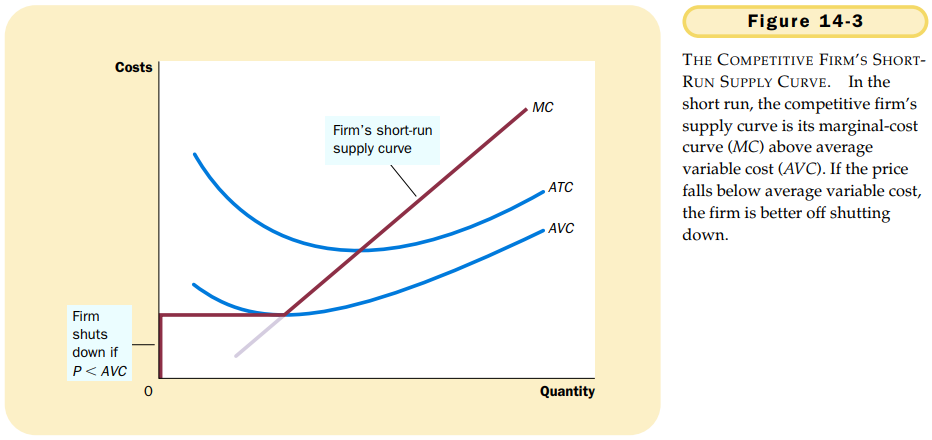 Costs
MC
Firm's short-run
supply curve
ATC
AVC
Firm
shuts
down if
P < AVC
0
Quantity
Figure 14-3
THE COMPETITIVE FIRM'S SHORT-
RUN SUPPLY CURVE. In the
short run, the competitive firm's
supply curve is its marginal-cost
curve (MC) above average
variable cost (AVC). If the price
falls below average variable cost,
the firm is better off shutting
down.